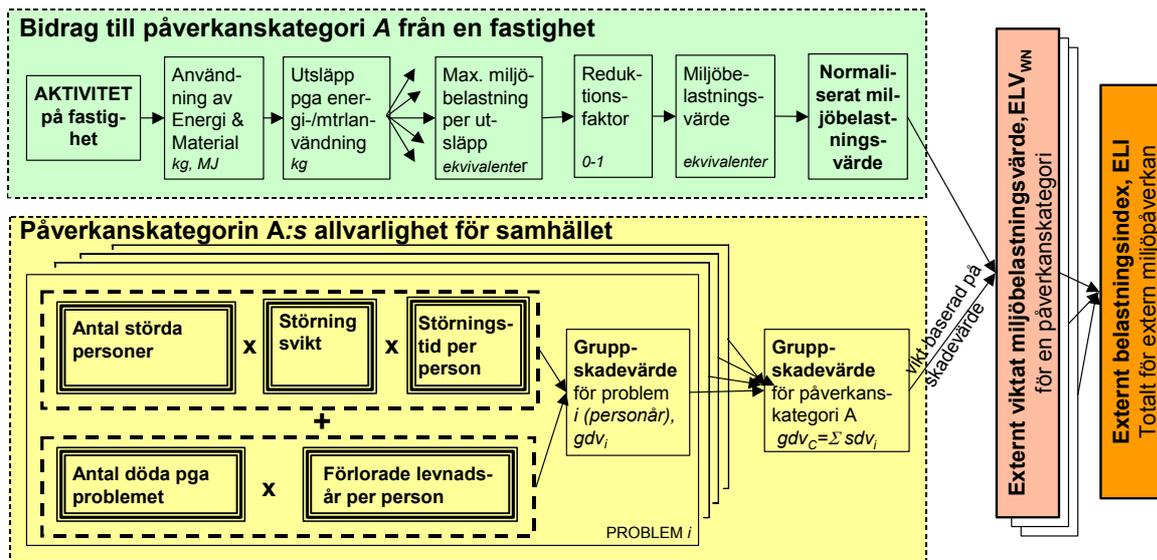 Bidrag till påverkanskategori A från en fastighet
AKTIVITET
på fastig-
het
Använd-
ning av
Energi &
Material
kg, MJ
Utsläpp
pga ener-
gi-/mtrlan-
vändning
kg
Max. miljö-
belastning
per ut-
släpp
ekvivalenter
Reduk-
tions-
faktor
0-1
Miljöbe-
lastnings-
värde
ekvivalenter
Normali-
serat mil-
jöbelast-
nings-
värde
Påverkanskategorin A:s allvarlighet för samhället
Antal störda
personer
x
Störning
svikt
x
Störnings-
tid per
person
+
Antal döda pga
problemet
x
Förlorade levnads-
år per person
PROBLEM i
Grupp-
skadevärde
för problem
i (personår),
gdvi
Grupp-
skadevärde
för påverkans-
kategori A
gdvC=Σ sdvi
vikt baserad på
skadevärde
Externt viktat miljöbelastningsvärde,ELVWN
för en påverkanskategori
Externt belastningsindex, ELI
Totalt för extern miljöpåverkan